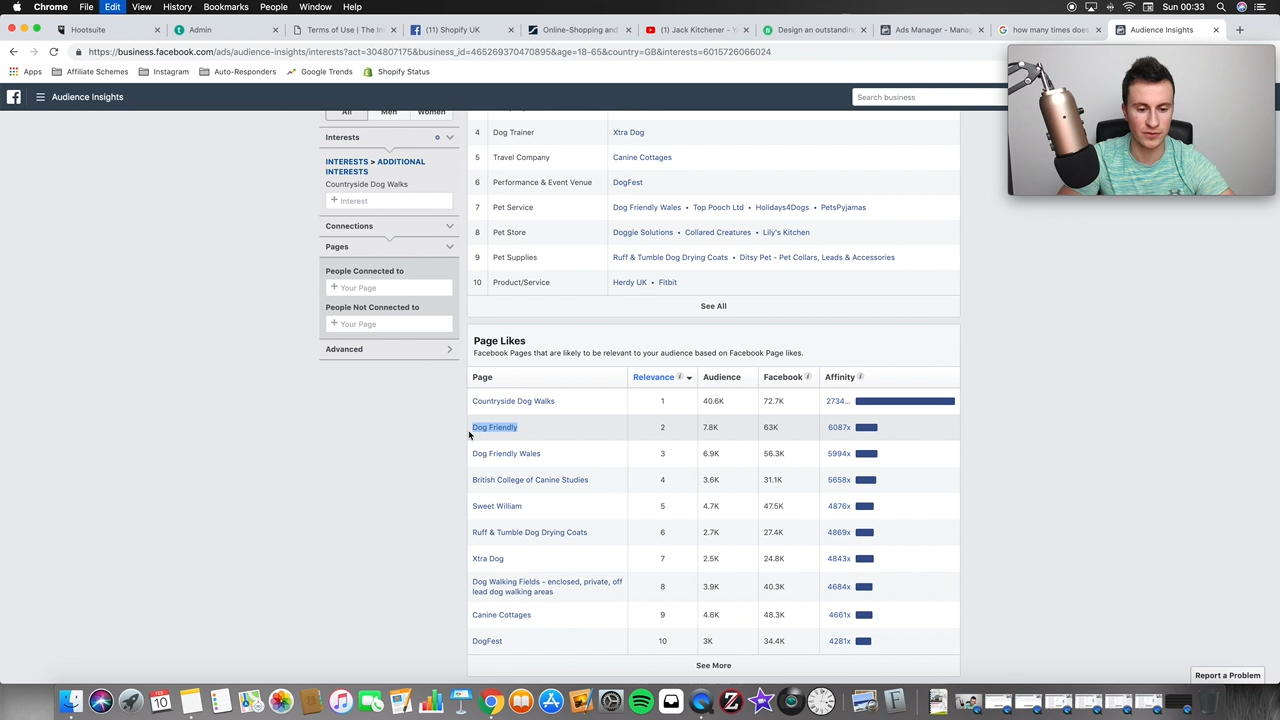 Chrome File Edit View History Bookmarks People Window Help
Sun 00:33
Hootsuite
Admin
Terms of Use | The In
(11) Shopify UK
Online-Shopping and
Jack Kitchener - Y
Design an outstandin
Ads Manager - Mana
how many times does
Audience Insights
https://business.facebook.com/ads/audience-insights/interests?act=304807175&business_id=465269370470895&age=18-65&country=GB&interests=6015725066024
Apps Affiliate Schemes Instagram Auto-Responders Google Trends Shopify Status
Audience Insights
Search business
All Men Women
Interests
INTERESTS > ADDITIONAL
INTERESTS
Countryside Dog Walks
+ Interest
Connections
Pages
People Connected to
+ Your Page
People Not Connected to
+ Your Page
Advanced
4 Dog Trainer Xtra Dog
5 Travel Company Canine Cottages
6 Performance & Event Venue DogFest
7 Pet Service Dog Friendly Wales • Top Pooch Ltd • Holidays4Dogs • PetsPyjamas
8 Pet Store Doggie Solutions • Collared Creatures • Lily's Kitchen
9 Pet Supplies Ruff & Tumble Dog Drying Coats • Ditsy Pet - Pet Collars, Leads & Accessories
10 Product/Service Herdy UK • Fitbit
See All
Page Likes
Facebook Pages that are likely to be relevant to your audience based on Facebook Page likes.
Page Relevance Audience Facebook Affinity
Countryside Dog Walks 1 40.6K 72.7K 2734...
Dog Friendly 2 7.8K 63K 6087x
Dog Friendly Wales 3 6.9K 56.3K 5994x
British College of Canine Studies 4 3.6K 31.1K 5658x
Sweet William 5 4.7K 47.5K 4876x
Ruff & Tumble Dog Drying Coats 6 2.7K 27.4K 4869x
Xtra Dog 7 2.5K 24.8K 4843x
Dog Walking Fields - enclosed, private, off
lead dog walking areas 8 3.9K 40.3K 4684x
Canine Cottages 9 4.6K 48.3K 4661x
DogFest 10 3K 34.4K 4281x
See More
Report a Problem